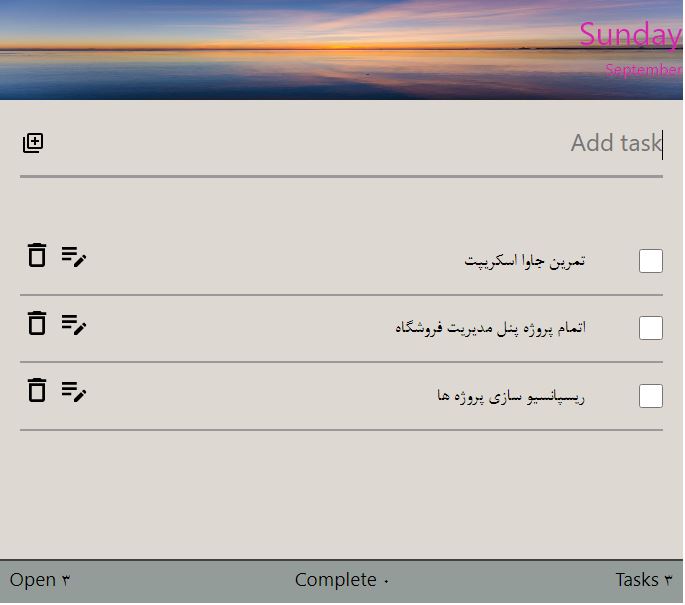 Sunday
September
Add task
تمرین جاوا اسکریپت
اتمام پروژه پنل مدیریت فروشگاه
ریسپانسیو سازی پروژه ها
Open ۳
Complete ۰
Tasks ۳